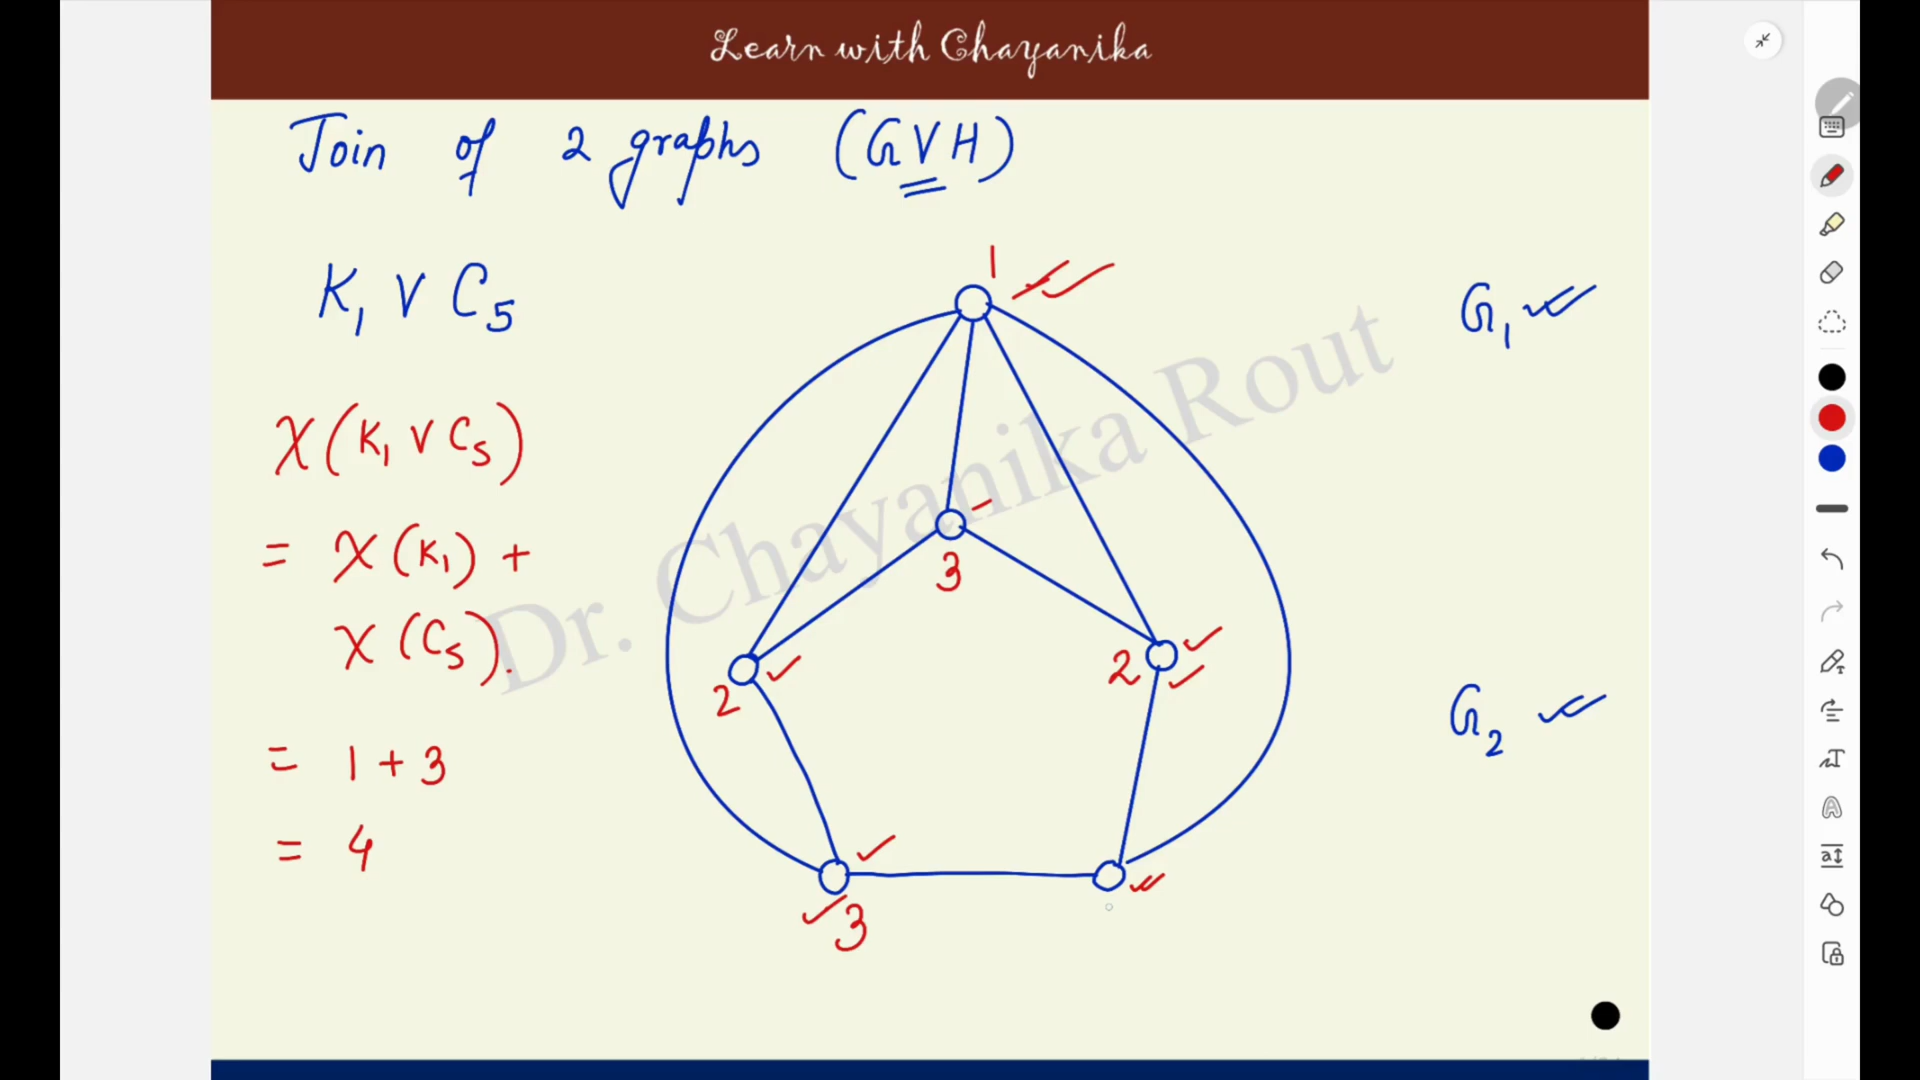 Learn with Chayanika
Join of 2 graphs (G V H)
K₁ V C₅
χ(K₁ V C₅)
= χ(K₁) +
χ(C₅).
= 1 + 3
= 4
1
3
2
2
3
G₁
G₂
Dr. Chayanika Rout